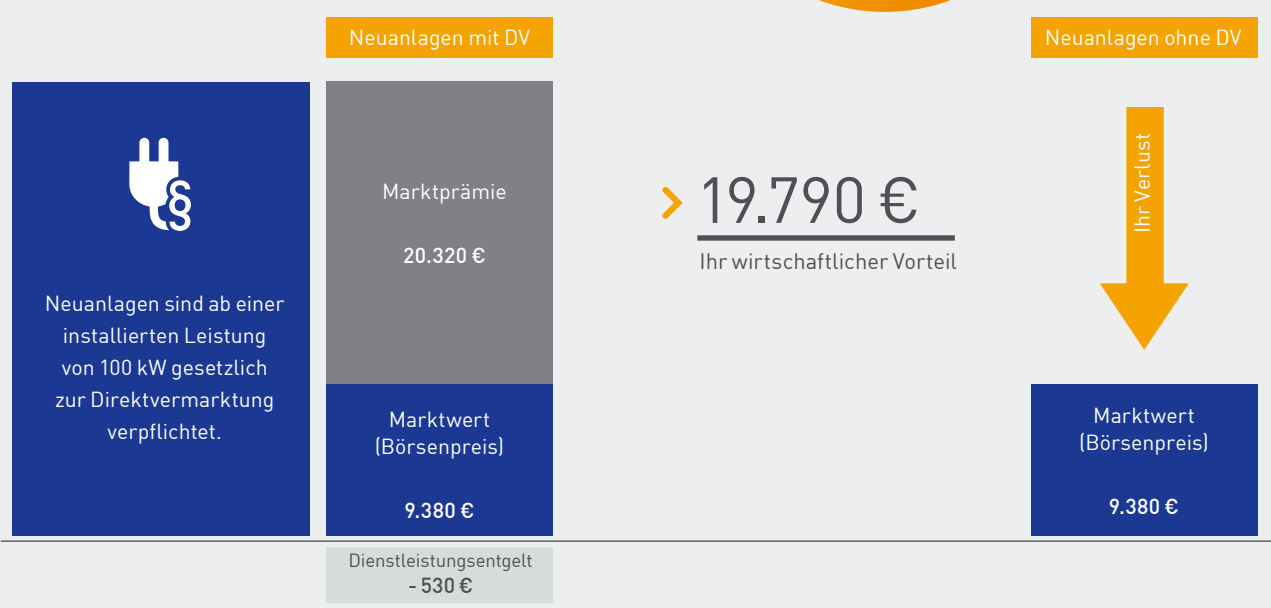 Neuanlagen mit DV
Neuanlagen ohne DV
§
Neuanlagen sind ab einer
installierten Leistung
von 100 kW gesetzlich
zur Direktvermarktung
verpflichtet.
Marktprämie
20.320 €
Marktwert
(Börsenpreis)
9.380 €
Dienstleistungsentgelt
- 530 €
19.790 €
Ihr wirtschaftlicher Vorteil
Ihr Verlust
Marktwert
(Börsenpreis)
9.380 €